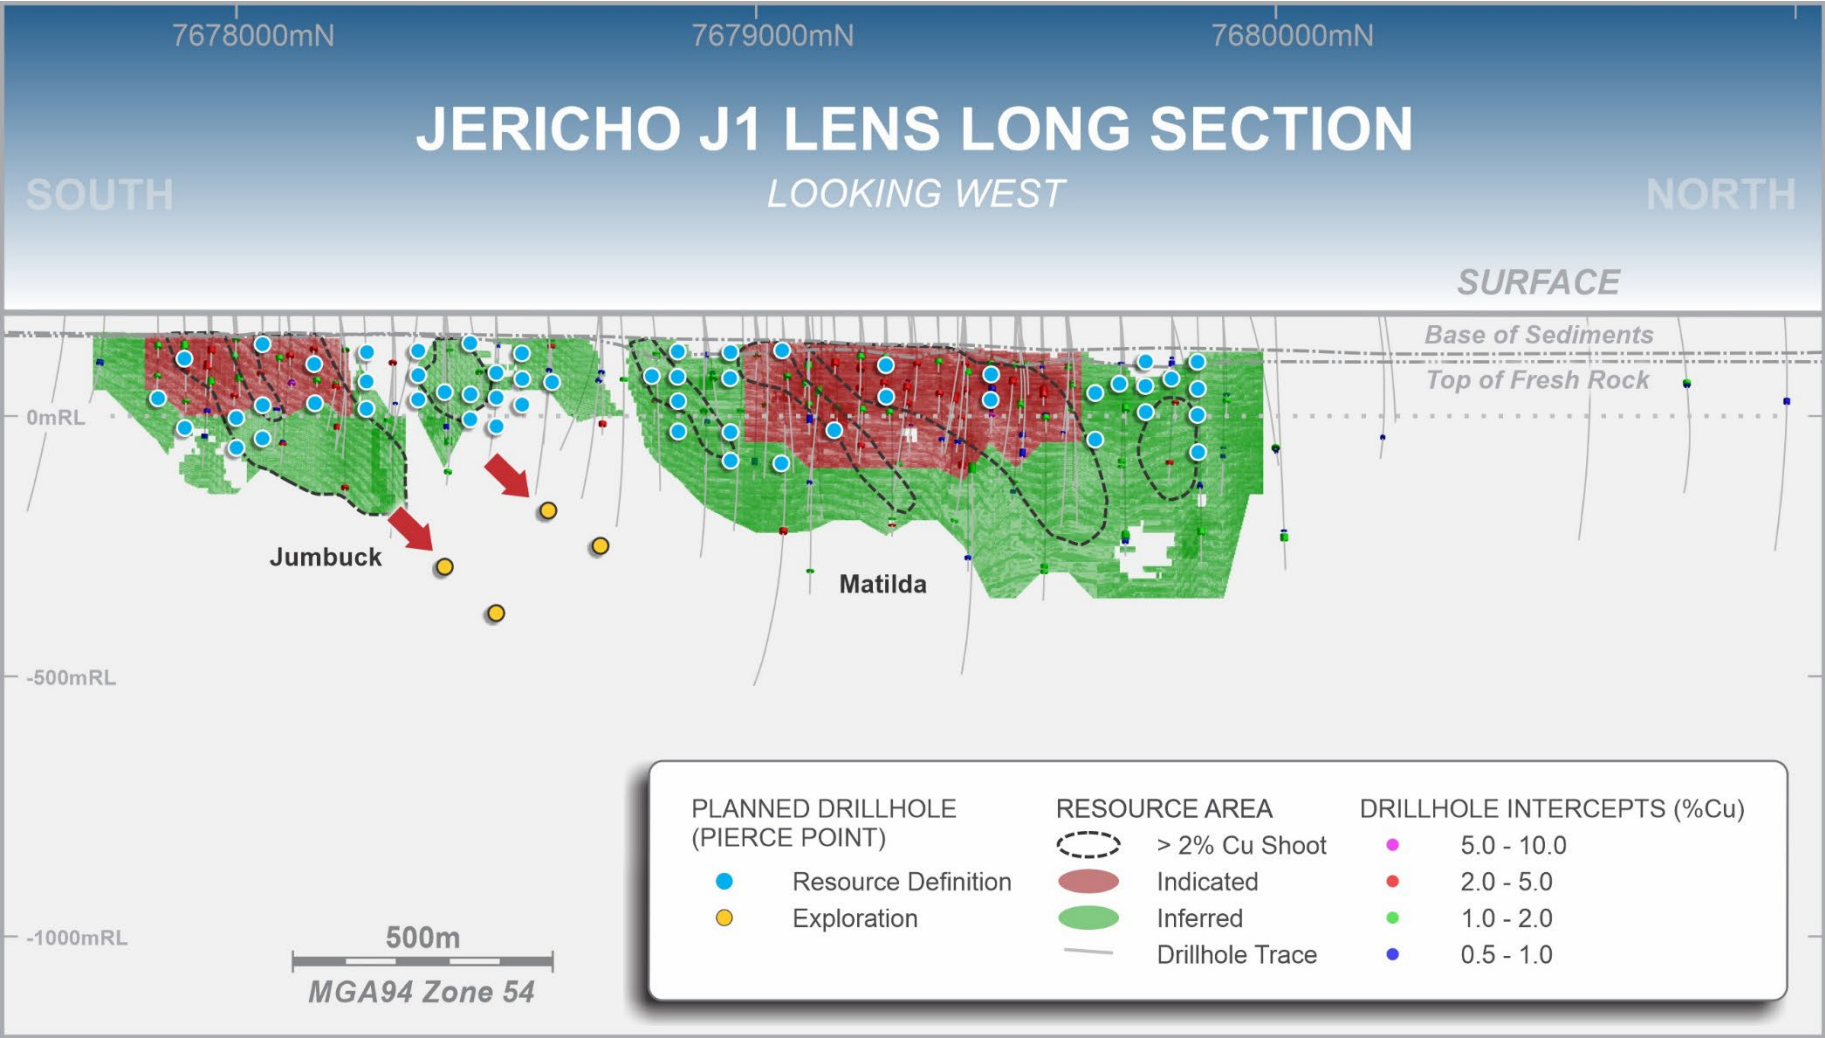 7678000mN 7679000mN 7680000mN
JERICHO J1 LENS LONG SECTION
LOOKING WEST
SOUTH
NORTH
SURFACE
Base of Sediments
Top of Fresh Rock
0mRL
Jumbuck
Matilda
-500mRL
-1000mRL
500m
MGA94 Zone 54
PLANNED DRILLHOLE
(PIERCE POINT)
Resource Definition
Exploration
RESOURCE AREA
> 2% Cu Shoot
Indicated
Inferred
Drillhole Trace
DRILLHOLE INTERCEPTS (%Cu)
5.0 - 10.0
2.0 - 5.0
1.0 - 2.0
0.5 - 1.0